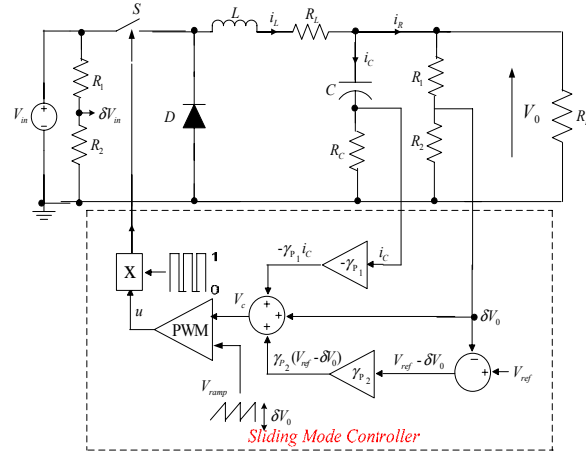 S
L
i_L
R_L
i_R
i_C
R_1
V_in
δV_in
D
C
R_1
V_0
R_2
R_C
R_2
-γ_P1 i_C
i_C
-γ_P1
X
1
0
u
V_c
+
+
+
δV_0
PWM
γ_P2 (V_ref - δV_0)
γ_P2
V_ref - δV_0
-
+
V_ref
V_ramp
δV_0
Sliding Mode Controller